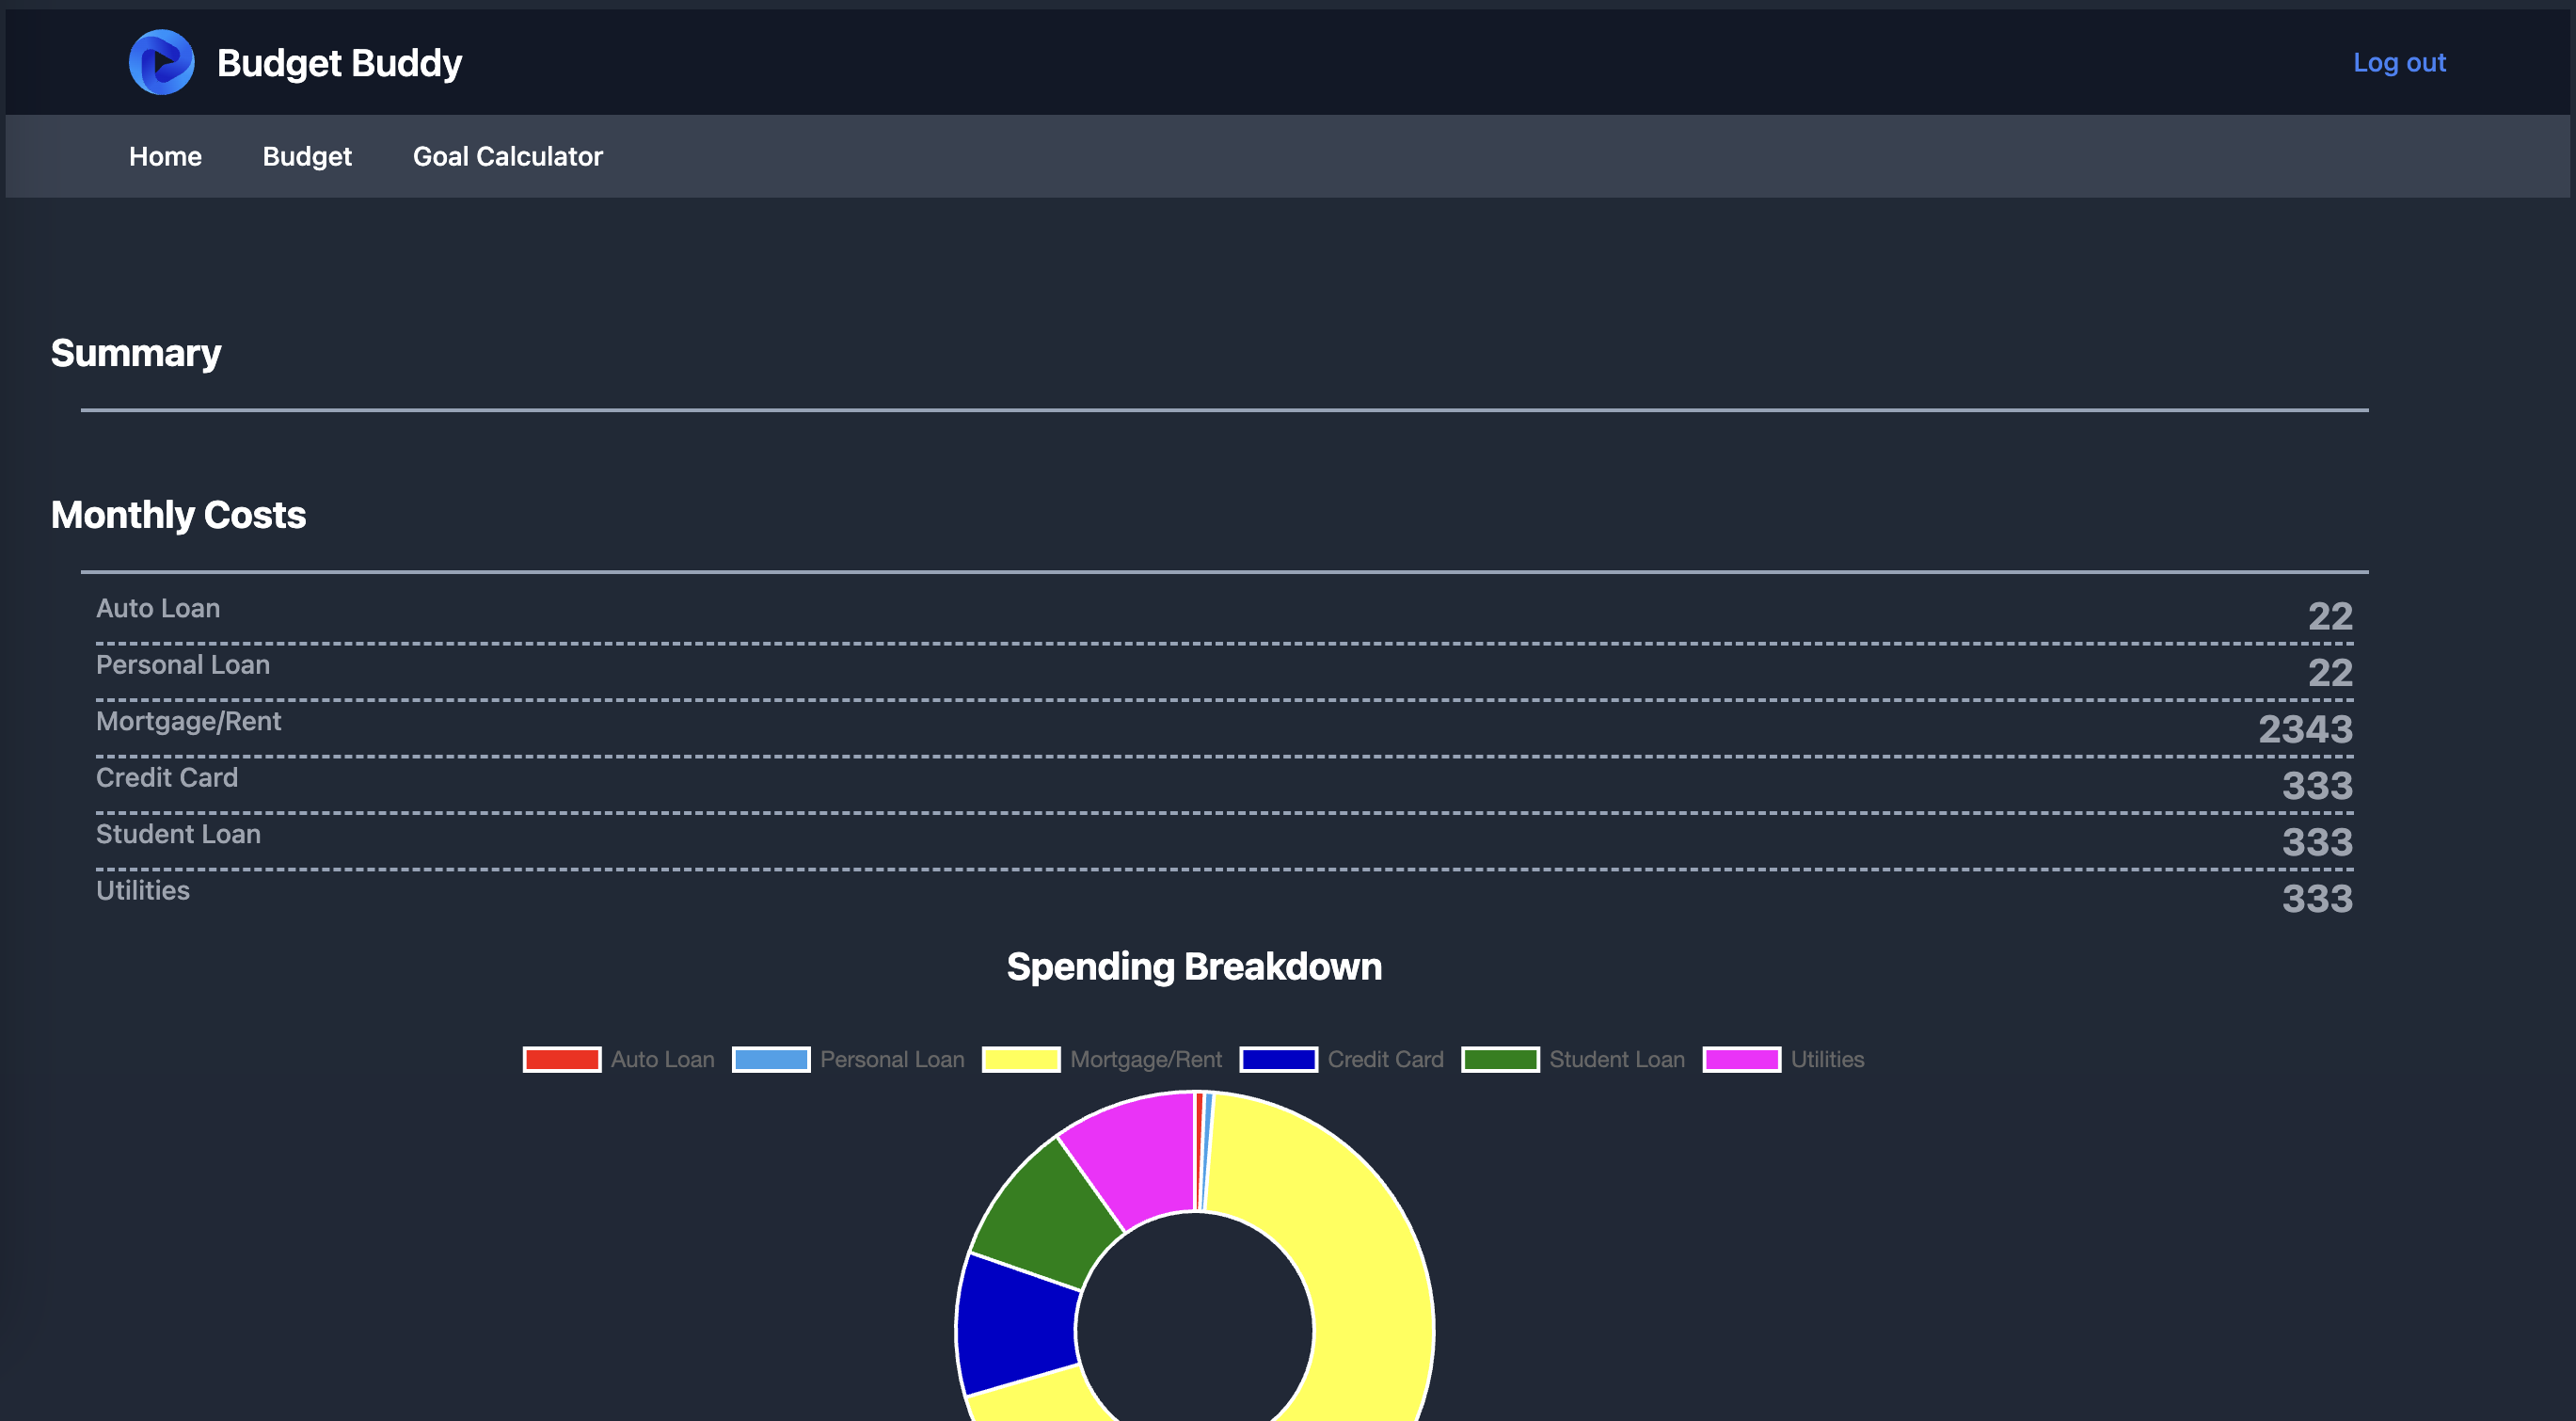 Budget Buddy
Log out
Home Budget Goal Calculator
Summary
Monthly Costs
Auto Loan 22
Personal Loan 22
Mortgage/Rent 2343
Credit Card 333
Student Loan 333
Utilities 333
Spending Breakdown
Auto Loan Personal Loan Mortgage/Rent Credit Card Student Loan Utilities